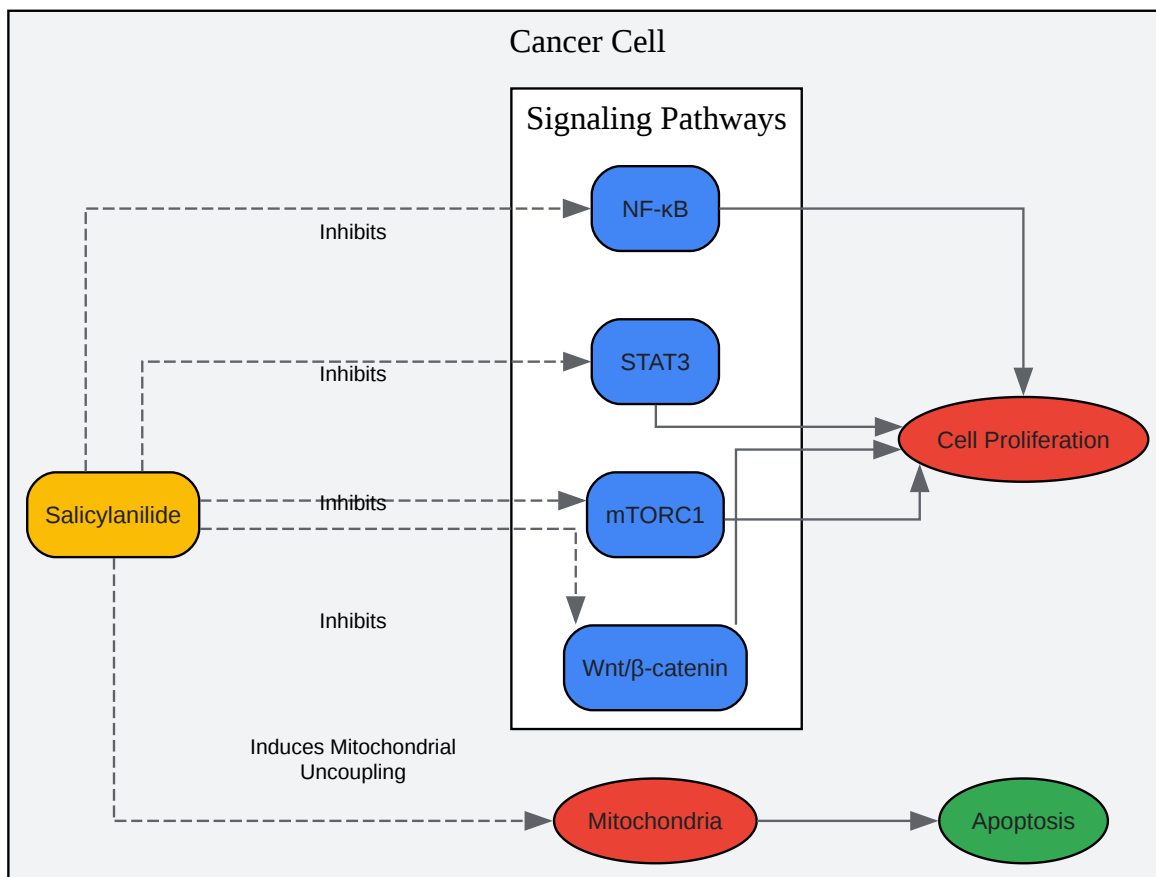 Cancer Cell
Signaling Pathways
NF-κB
Inhibits
STAT3
Inhibits
Cell Proliferation
Salicylanilide
Inhibits
mTORC1
Inhibits
Wnt/β-catenin
Induces Mitochondrial
Uncoupling
Mitochondria
Apoptosis